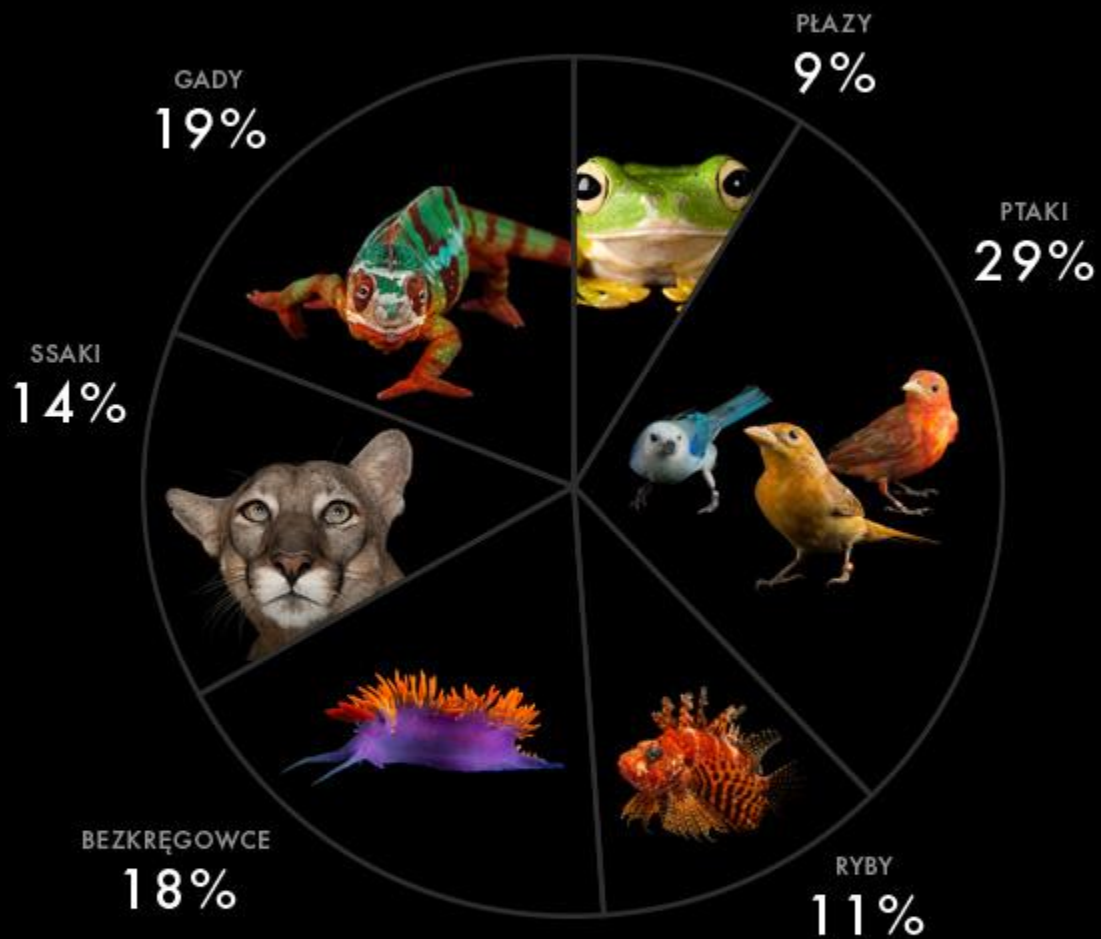 PŁAZY
9%
PTAKI
29%
RYBY
11%
BEZKRĘGOWCE
18%
SSAKI
14%
GADY
19%